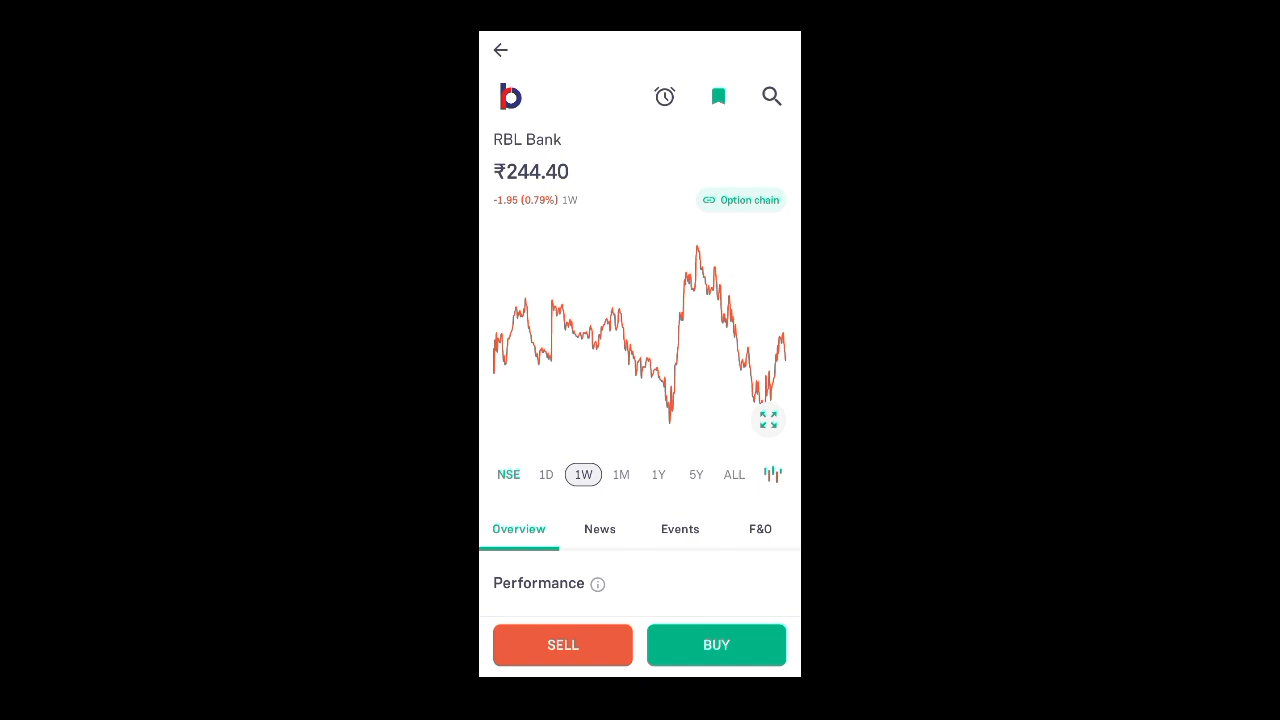 RBL Bank
₹244.40
-1.95 (0.79%) 1W
Option chain
NSE 1D 1W 1M 1Y 5Y ALL
Overview News Events F&O
Performance
SELL BUY